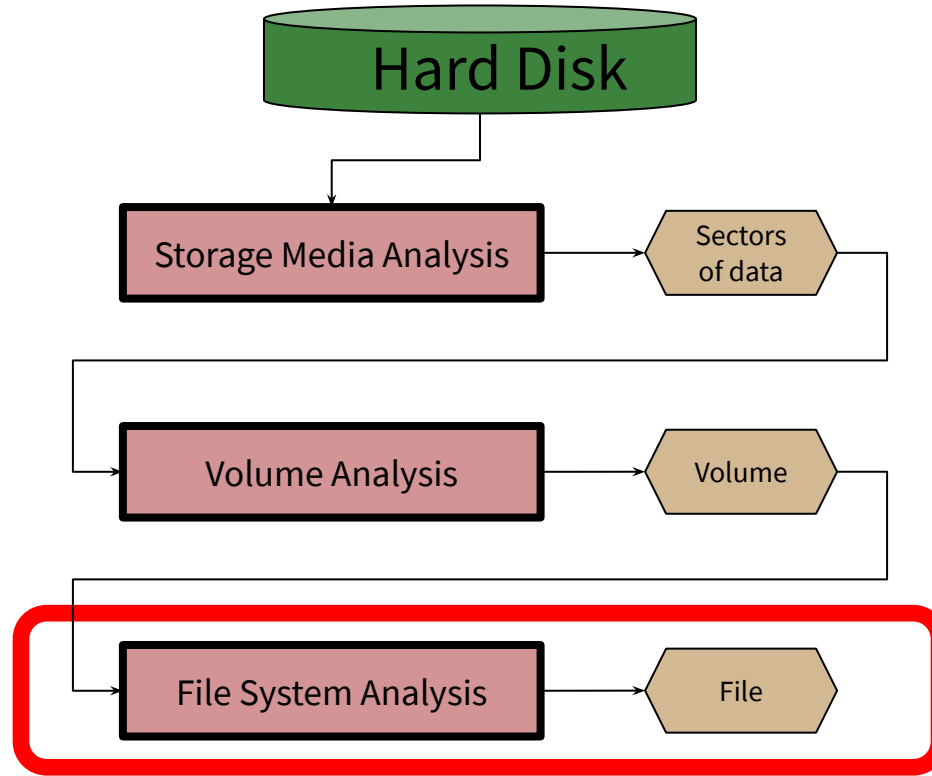 Hard Disk
Storage Media Analysis
Sectors
of data
Volume Analysis
Volume
File System Analysis
File